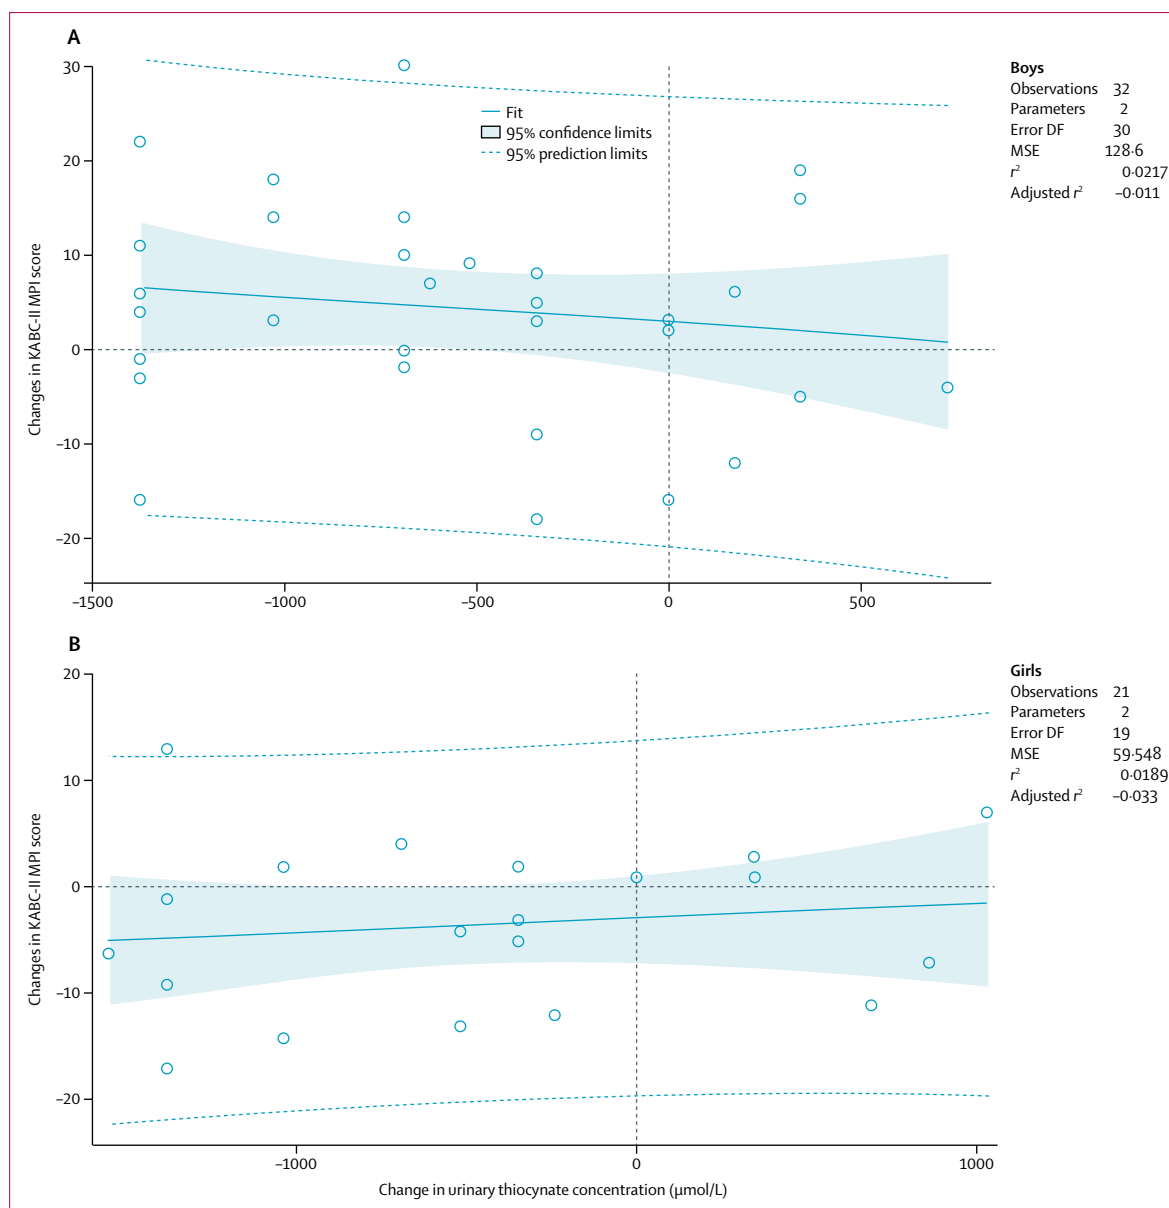 A
30
20
10
0
–10
–20
Changes in KABC-II MPI score
–1500
–1000
–500
0
500
Fit
95% confidence limits
95% prediction limits
Boys
Observations 32
Parameters 2
Error DF 30
MSE 128·6
r² 0·0217
Adjusted r² –0·011
B
20
10
0
–10
–20
Changes in KABC-II MPI score
–1000
0
1000
Change in urinary thiocynate concentration (µmol/L)
Girls
Observations 21
Parameters 2
Error DF 19
MSE 59·548
r² 0·0189
Adjusted r² –0·033